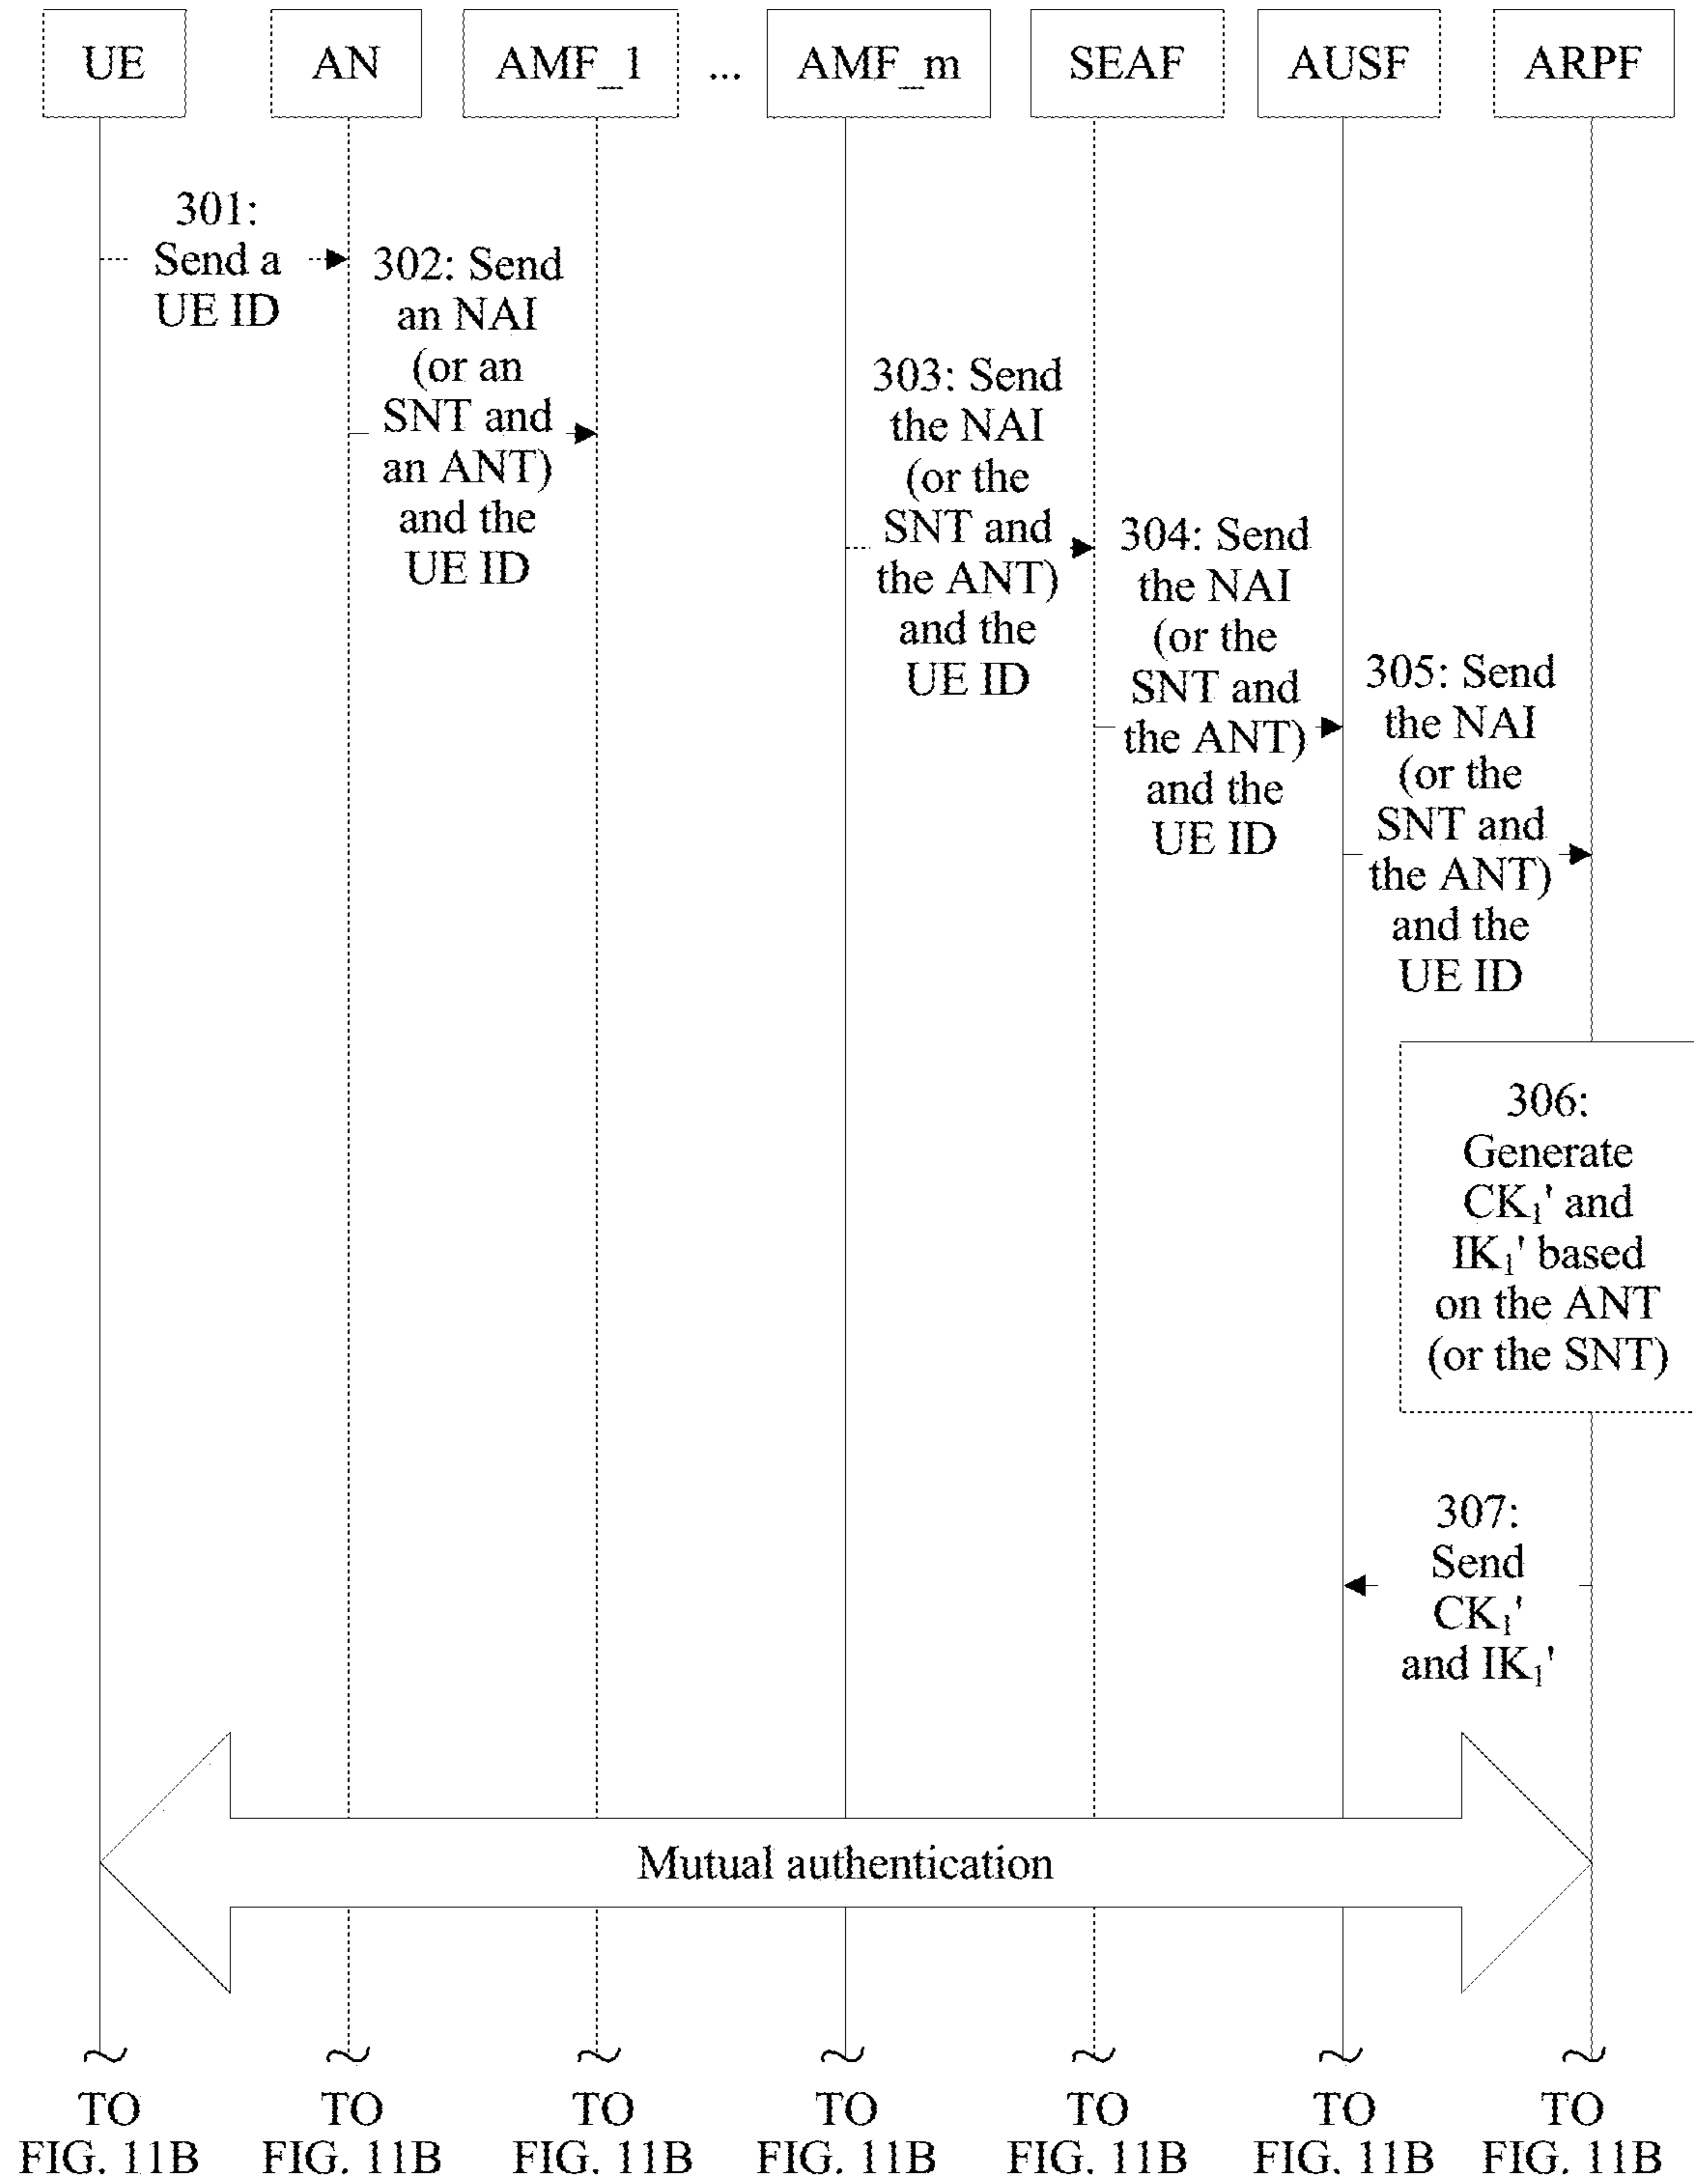 UE
AN
AMF_1
...
AMF_m
SEAF
AUSF
ARPF
301:
Send a
UE ID
302: Send
an NAI
(or an
SNT and
an ANT)
and the
UE ID
303: Send
the NAI
(or the
SNT and
the ANT)
and the
UE ID
304: Send
the NAI
(or the
SNT and
the ANT)
and the
UE ID
305: Send
the NAI
(or the
SNT and
the ANT)
and the
UE ID
306:
Generate
CK₁' and
IK₁' based
on the ANT
(or the SNT)
307:
Send
CK₁'
and IK₁'
Mutual authentication
TO
FIG. 11B
TO
FIG. 11B
TO
FIG. 11B
TO
FIG. 11B
TO
FIG. 11B
TO
FIG. 11B
TO
FIG. 11B